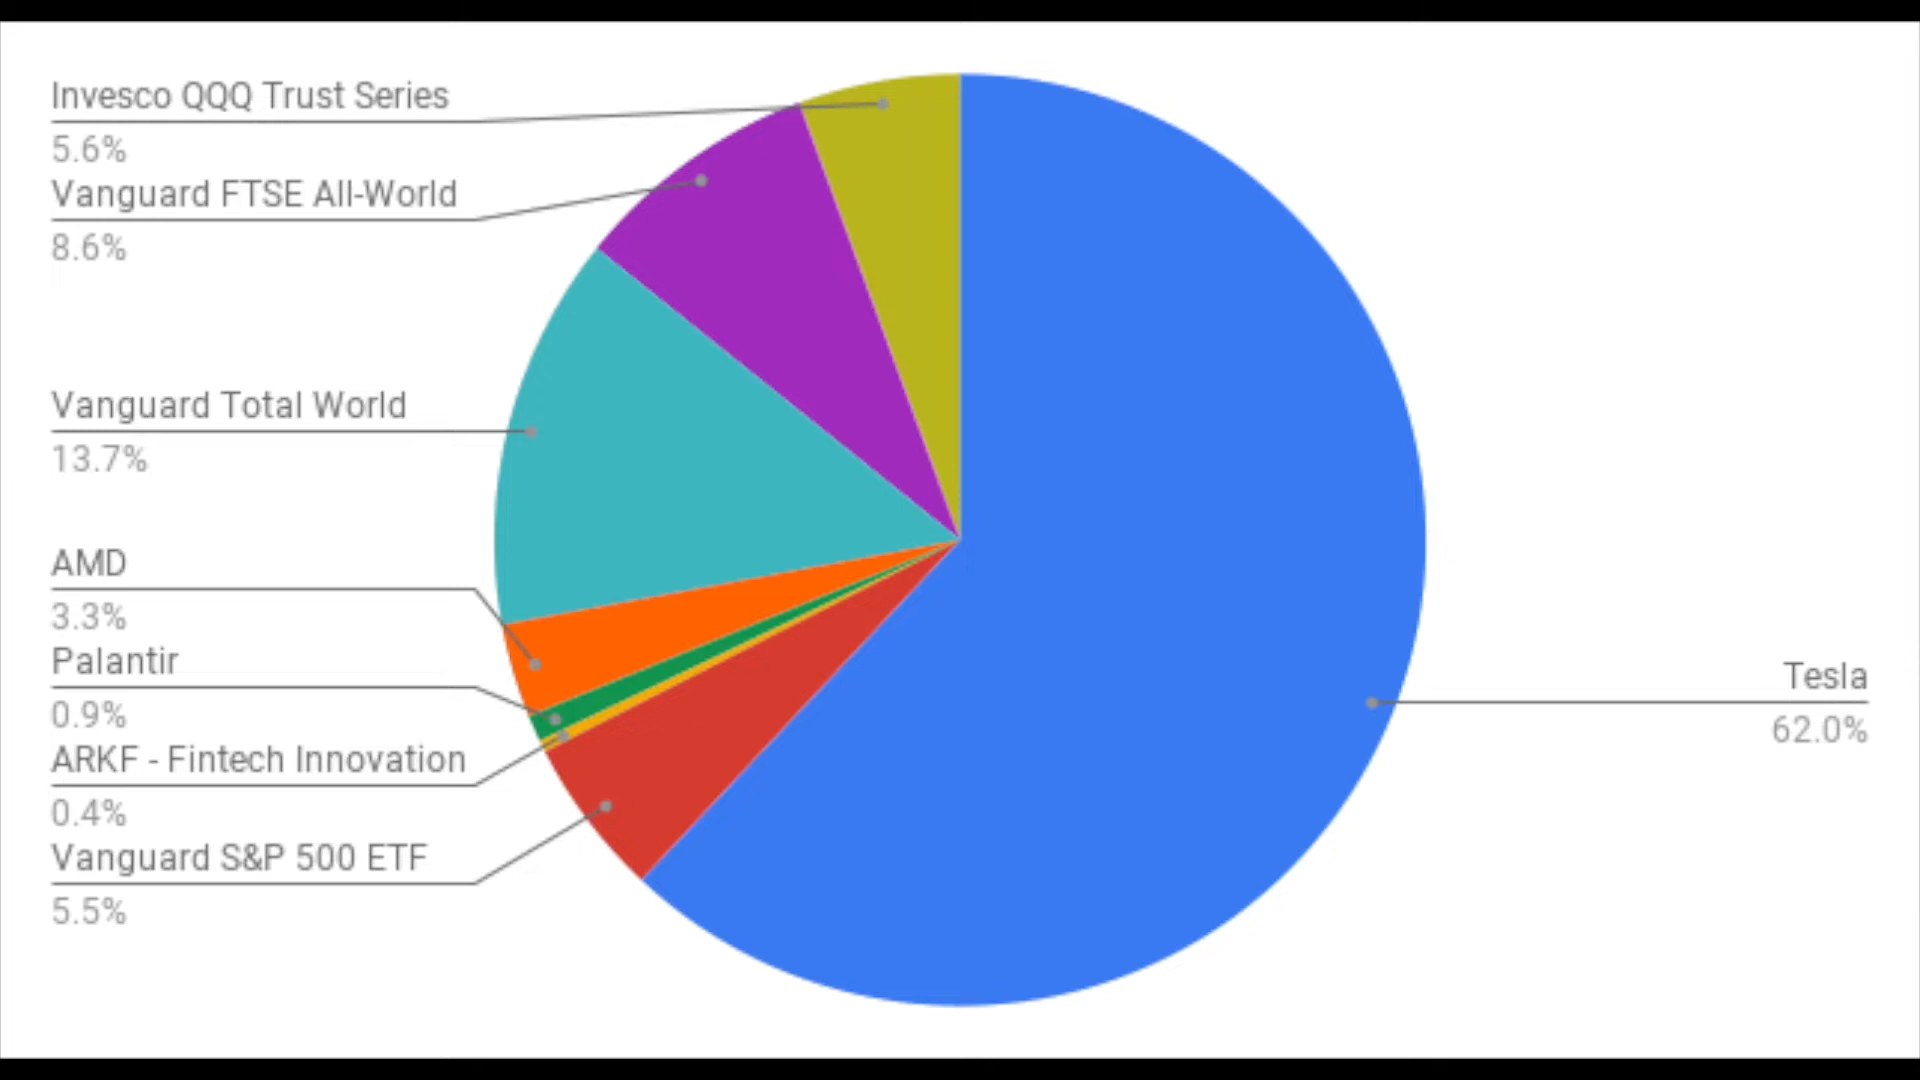 Invesco QQQ Trust Series
5.6%
Vanguard FTSE All-World
8.6%
Vanguard Total World
13.7%
AMD
3.3%
Palantir
0.9%
ARKF - Fintech Innovation
0.4%
Vanguard S&P 500 ETF
5.5%
Tesla
62.0%